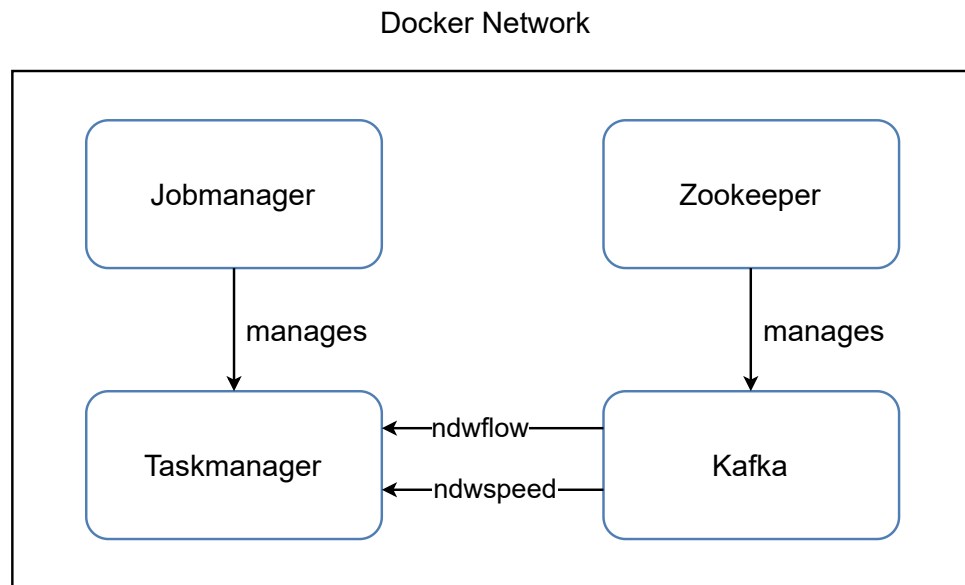 Docker Network
Jobmanager
Zookeeper
manages
manages
Taskmanager
ndwflow
ndwspeed
Kafka